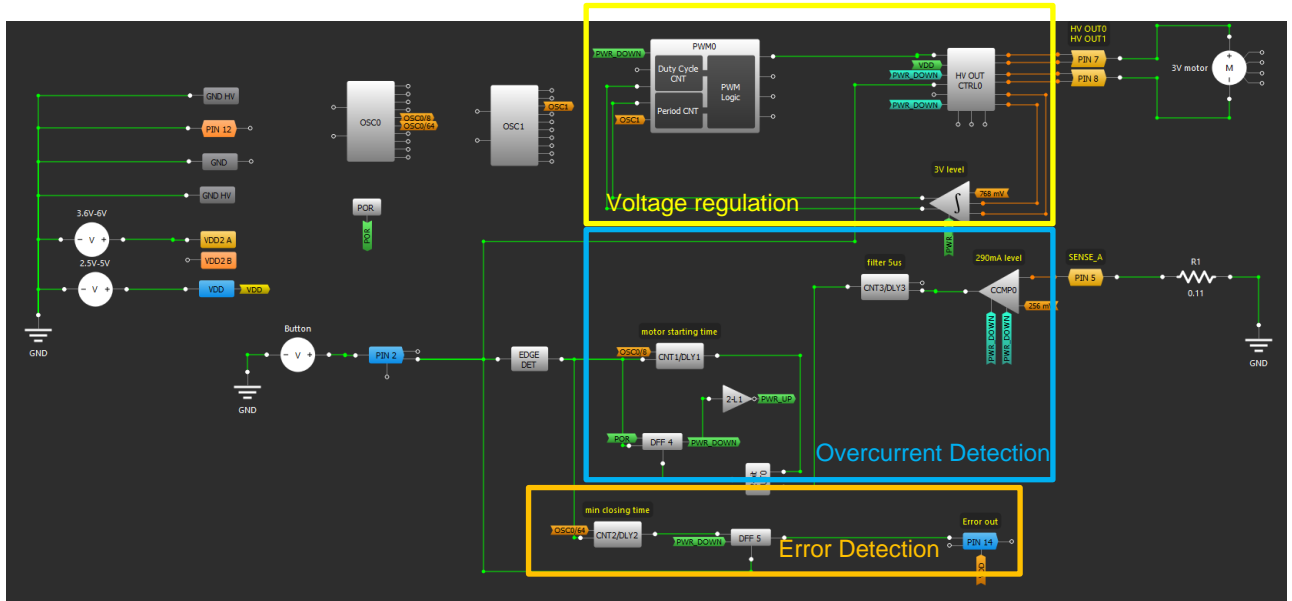 HV OUT0
HV OUT1
PWR_DOWN
PWM0
Duty Cycle
CNT
PWM
Logic
Period CNT
OSC1
VDD
PWR_DOWN
PWR_DOWN
HV OUT
CTRL0
PIN 7
PIN 8
3V motor
M
GND HV
PIN 12
GND
GND HV
OSC0
OSC0/8
OSC0/64
OSC1
OSC1
3V level
768 mV
∫
Voltage regulation
POR
POR
3.6V-6V
- V +
VDD2 A
VDD2 B
2.5V-5V
- V +
VDD
VDD
GND
filter 5us
CNT3/DLY3
290mA level
CCMP0
256 mV
PWR_DOWN
PWR_DOWN
SENSE_A
PIN 5
R1
0.11
GND
Button
- V +
GND
PIN 2
EDGE
DET
motor starting time
OSC0/8
CNT1/DLY1
2-L1
PWR_UP
POR
DFF 4
PWR_DOWN
Overcurrent Detection
min closing time
OSC0/64
CNT2/DLY2
PWR_DOWN
DFF 5
Error Detection
Error out
PIN 14